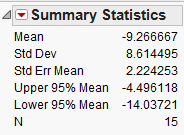 Summary Statistics
Mean -9.266667
Std Dev 8.614495
Std Err Mean 2.224253
Upper 95% Mean -4.496118
Lower 95% Mean -14.03721
N 15